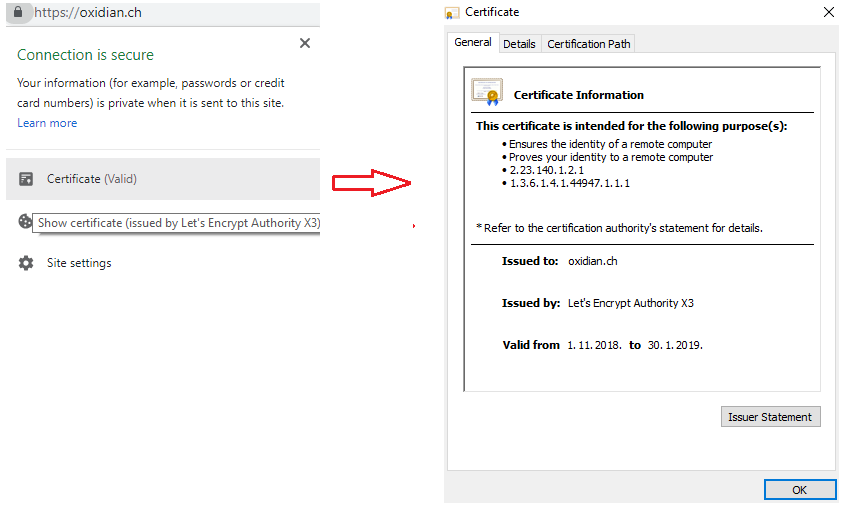 https://oxidian.ch
Connection is secure
Your information (for example, passwords or credit
card numbers) is private when it is sent to this site.
Learn more
Certificate (Valid)
Show certificate (issued by Let's Encrypt Authority X3)
Site settings
Certificate
General Details Certification Path
Certificate Information
This certificate is intended for the following purpose(s):
• Ensures the identity of a remote computer
• Proves your identity to a remote computer
• 2.23.140.1.2.1
• 1.3.6.1.4.1.44947.1.1.1
* Refer to the certification authority's statement for details.
Issued to: oxidian.ch
Issued by: Let's Encrypt Authority X3
Valid from 1. 11. 2018. to 30. 1. 2019.
Issuer Statement
OK